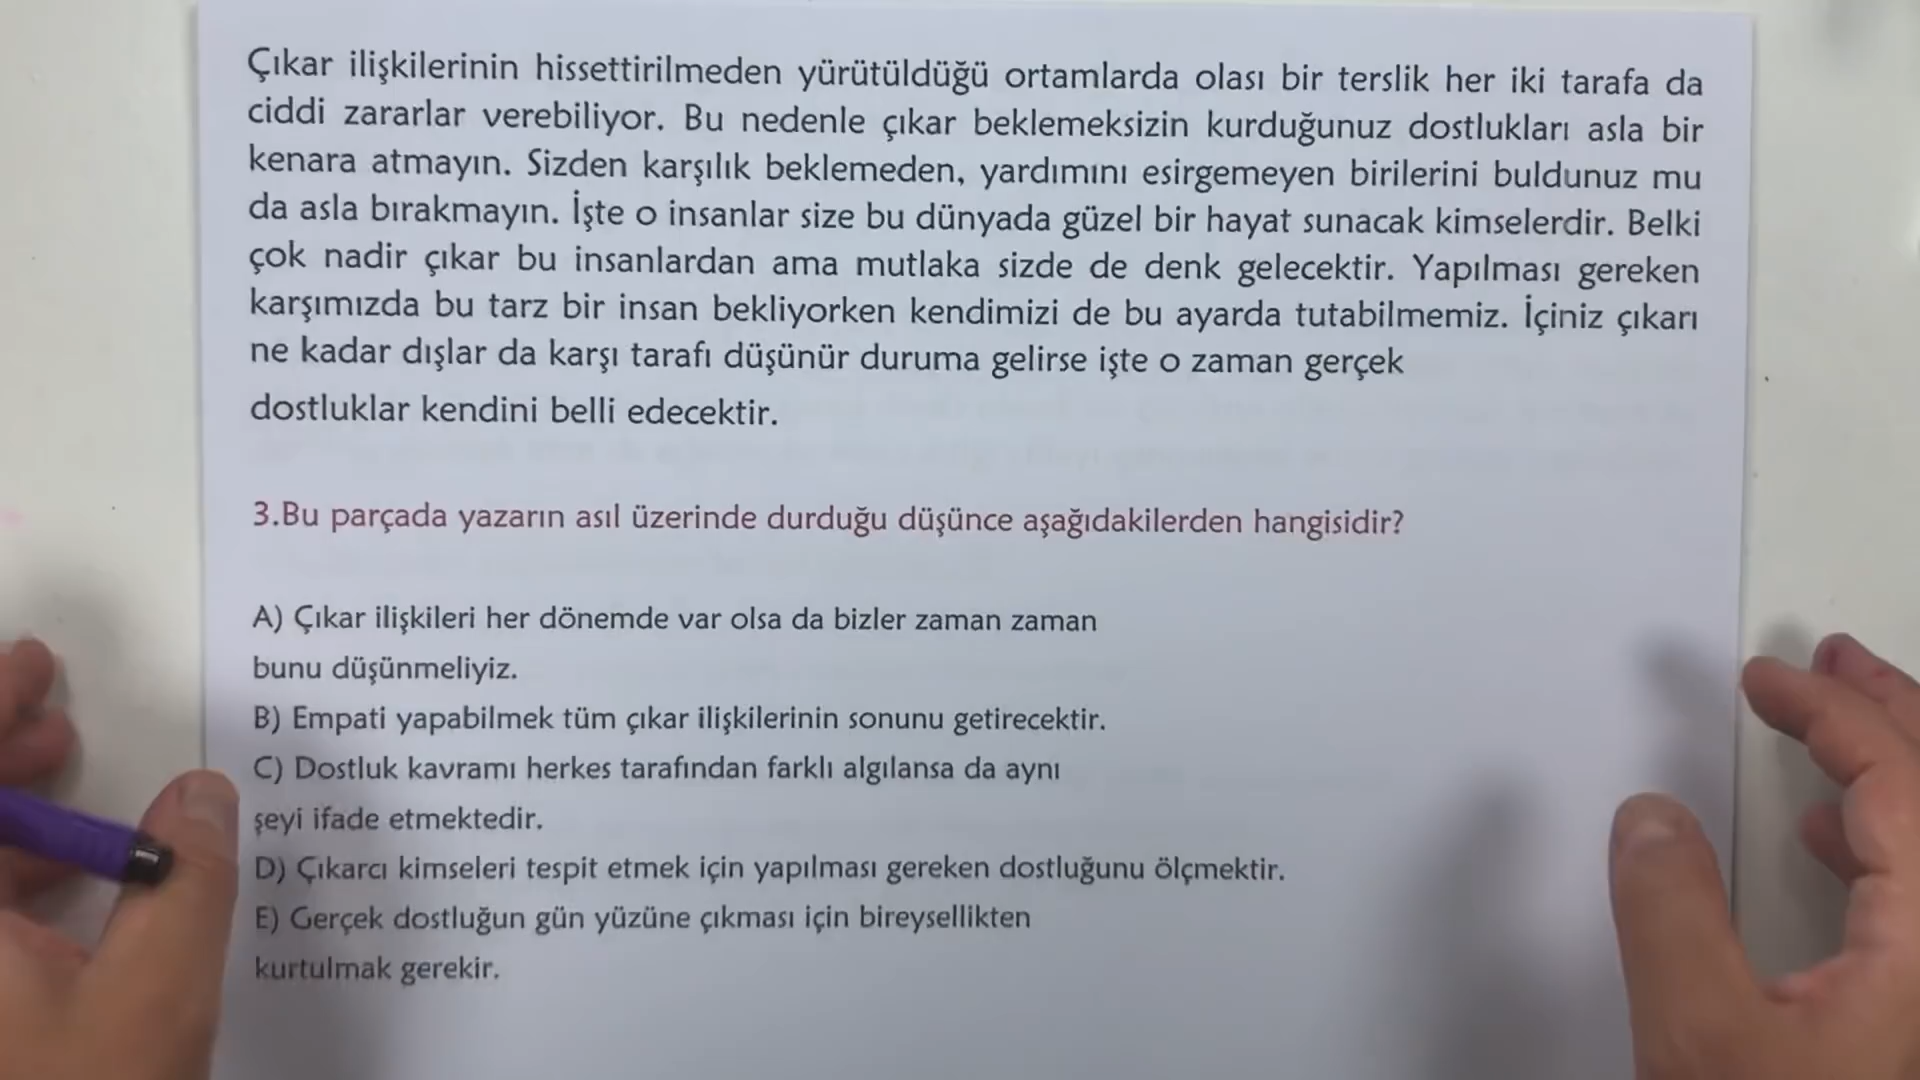 Çıkar ilişkilerinin hissettirilmeden yürütüldüğü ortamlarda olası bir terslik her iki tarafa da
ciddi zararlar verebiliyor. Bu nedenle çıkar beklemeksizin kurduğunuz dostlukları asla bir
kenara atmayın. Sizden karşılık beklemeden, yardımını esirgemeyen birilerini buldunuz mu
da asla bırakmayın. İşte o insanlar size bu dünyada güzel bir hayat sunacak kimselerdir. Belki
çok nadir çıkar bu insanlardan ama mutlaka sizde de denk gelecektir. Yapılması gereken
karşımızda bu tarz bir insan bekliyorken kendimizi de bu ayarda tutabilmemiz. İçiniz çıkarı
ne kadar dışlar da karşı tarafı düşünür duruma gelirse işte o zaman gerçek
dostluklar kendini belli edecektir.
3.Bu parçada yazarın asıl üzerinde durduğu düşünce aşağıdakilerden hangisidir?
A) Çıkar ilişkileri her dönemde var olsa da bizler zaman zaman
bunu düşünmeliyiz.
B) Empati yapabilmek tüm çıkar ilişkilerinin sonunu getirecektir.
C) Dostluk kavramı herkes tarafından farklı algılansa da aynı
şeyi ifade etmektedir.
D) Çıkarcı kimseleri tespit etmek için yapılması gereken dostluğunu ölçmektir.
E) Gerçek dostluğun gün yüzüne çıkması için bireysellikten
kurtulmak gerekir.